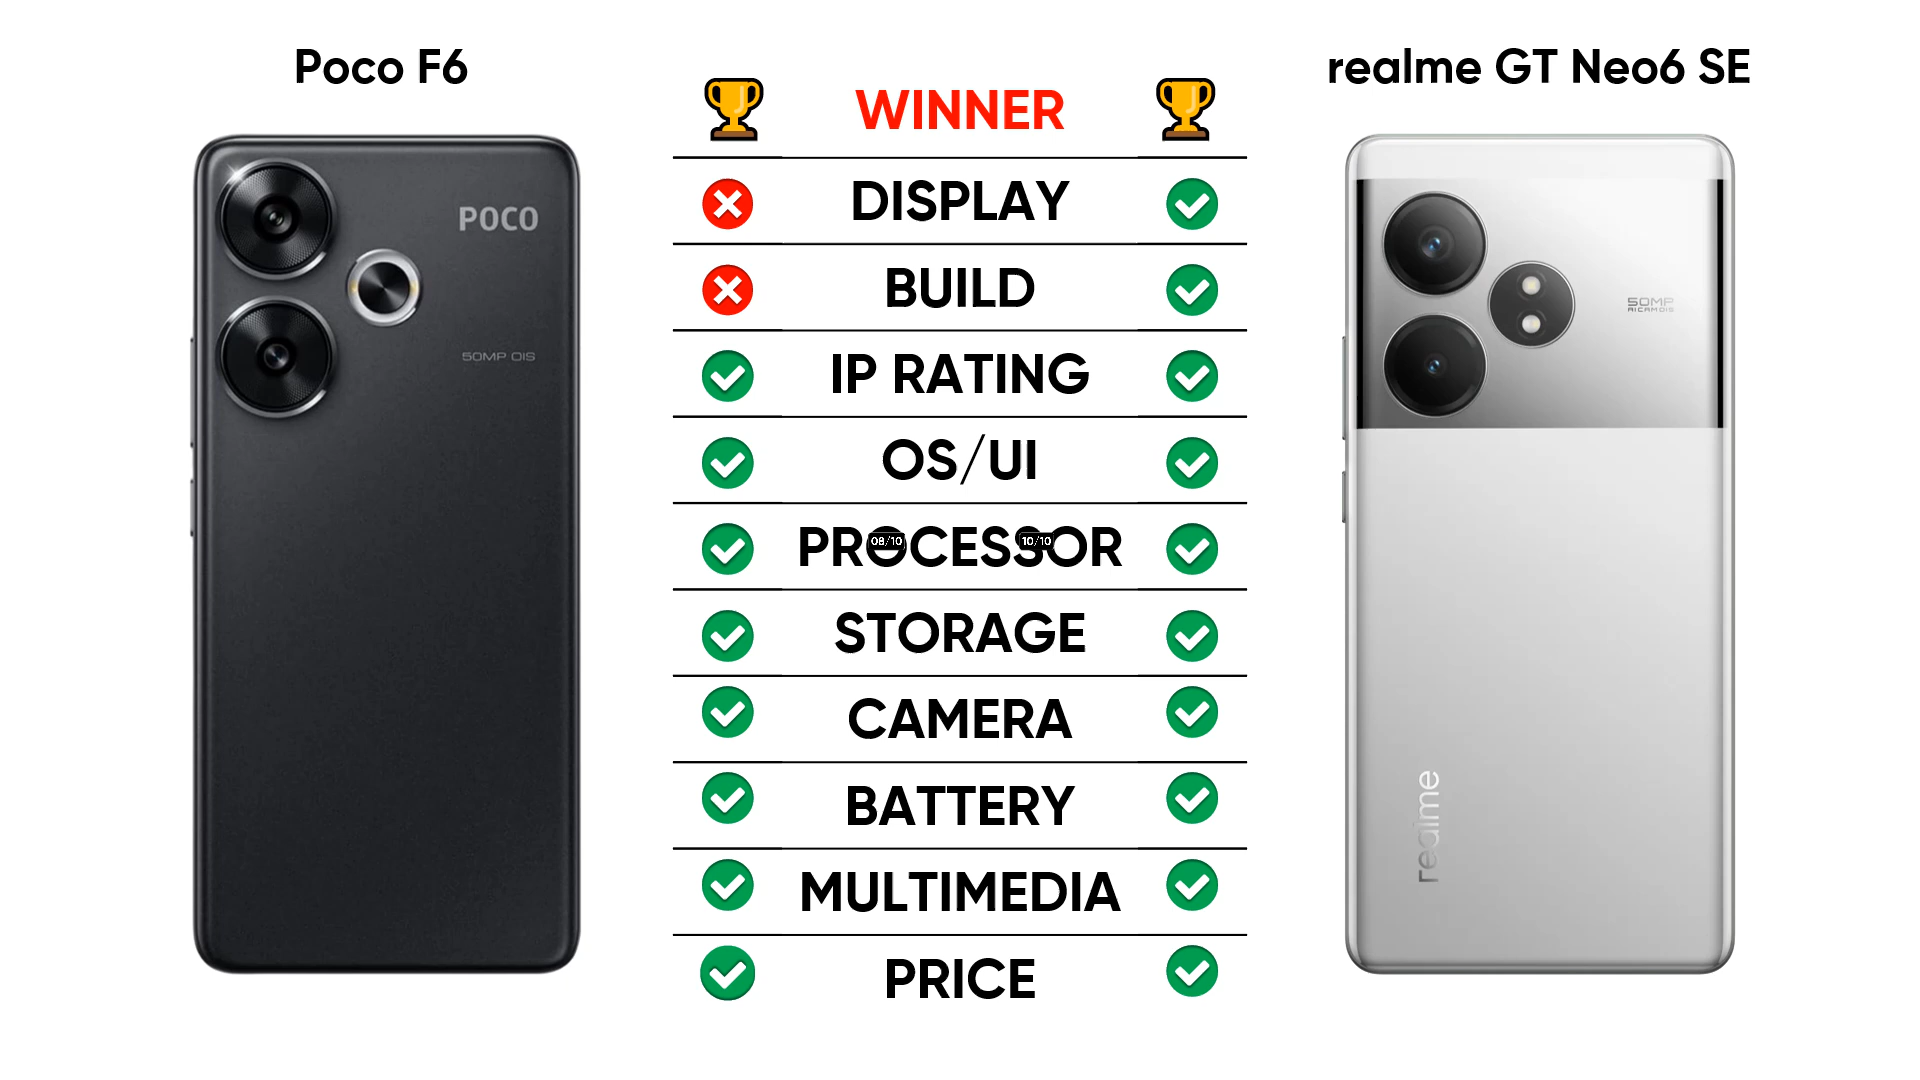 Poco F6
realme GT Neo6 SE
WINNER
DISPLAY
BUILD
POCO
50MP
IP RATING
50MP OIS
OS/UI
PROCESSOR
08/10
10/10
STORAGE
CAMERA
BATTERY
realme
MULTIMEDIA
PRICE